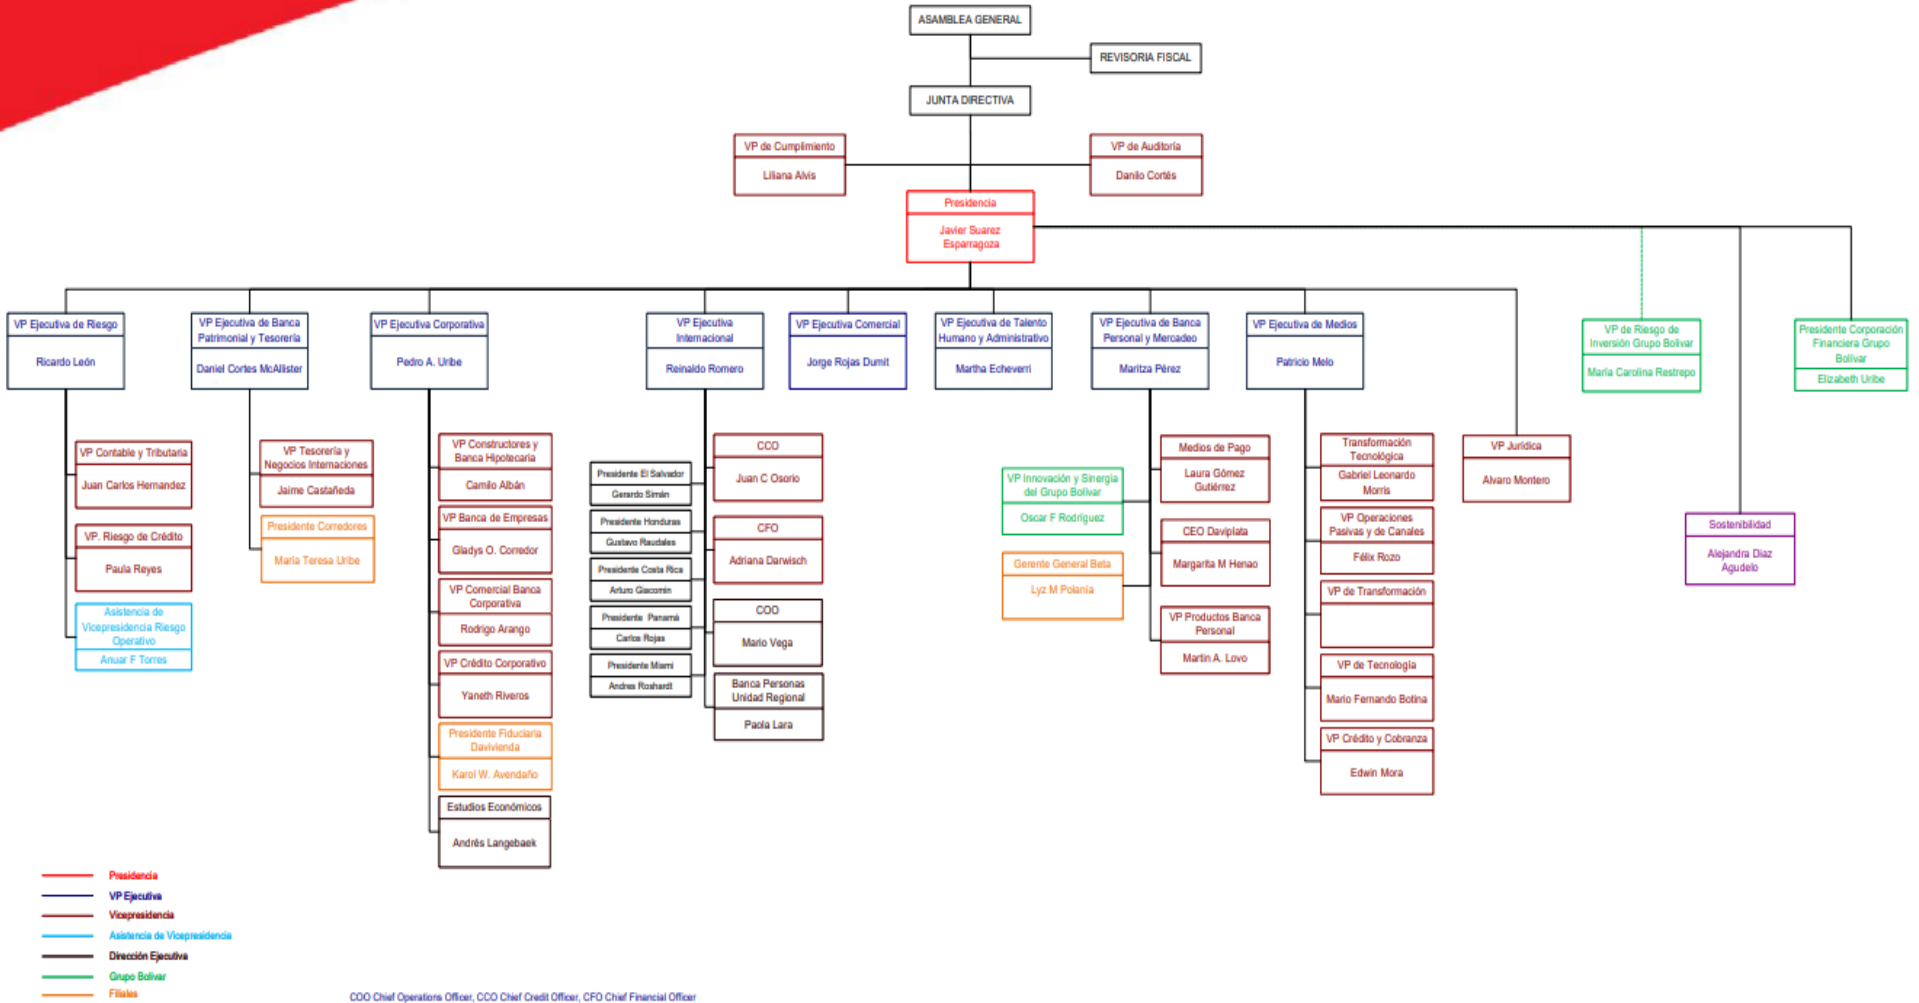 ASAMBLEA GENERAL
REVISORIA FISCAL
JUNTA DIRECTIVA
VP de Cumplimiento
Liliana Alvis
VP de Auditoría
Danilo Cortés
Presidencia
Javier Suarez
Esparragoza
VP Ejecutiva de Riesgo
Ricardo León
VP Ejecutiva de Banca
Patrimonial y Tesorería
Daniel Cortes McAllister
VP Ejecutiva Corporativa
Pedro A. Uribe
VP Ejecutiva
Internacional
Reinaldo Romero
VP Ejecutiva Comercial
Jorge Rojas Dumit
VP Ejecutiva de Talento
Humano y Administrativo
Martha Echeverri
VP Ejecutiva de Banca
Personal y Mercadeo
Maritza Pérez
VP Ejecutiva de Medios
Patricio Melo
VP de Riesgo de
Inversión Grupo Bolívar
María Carolina Restrepo
Presidente Corporación
Financiera Grupo
Bolívar
Elizabeth Uribe
VP Contable y Tributaria
Juan Carlos Hernandez
VP. Riesgo de Crédito
Paula Reyes
Asistencia de
Vicepresidencia Riesgo
Operativo
Anuar F Torres
VP Tesorería y
Negocios Internaciones
Jaime Castañeda
Presidente Corredores
María Teresa Uribe
VP Constructores y
Banca Hipotecaria
Camilo Albán
VP Banca de Empresas
Gladys O. Corredor
VP Comercial Banca
Corporativa
Rodrigo Arango
VP Crédito Corporativo
Yaneth Riveros
Presidente Fiduciaria
Davivienda
Karol W. Avendaño
Estudios Económicos
Andrés Langebaek
Presidente El Salvador
Gerardo Simán
Presidente Honduras
Gustavo Raudales
Presidente Costa Rica
Arturo Giacomin
Presidente Panamá
Carlos Rojas
Presidente Miami
Andres Roshardt
CCO
Juan C Osorio
CFO
Adriana Darwisch
COO
Mario Vega
Banca Personas
Unidad Regional
Paola Lara
VP Innovación y Sinergia
del Grupo Bolívar
Oscar F Rodríguez
Gerente General Beta
Lyz M Polanía
Medios de Pago
Laura Gómez
Gutiérrez
CEO Daviplata
Margarita M Henao
VP Productos Banca
Personal
Martín A. Lovo
Transformación
Tecnológica
Gabriel Leonardo
Morris
VP Operaciones
Pasivas y de Canales
Félix Rozo
VP de Transformación
VP de Tecnología
Mario Fernando Botina
VP Crédito y Cobranza
Edwin Mora
VP Jurídica
Alvaro Montero
Sostenibilidad
Alejandra Diaz
Agudelo
Presidencia
VP Ejecutiva
Vicepresidencia
Asistencia de Vicepresidencia
Dirección Ejecutiva
Grupo Bolívar
Filiales
COO Chief Operations Officer, CCO Chief Credit Officer, CFO Chief Financial Officer